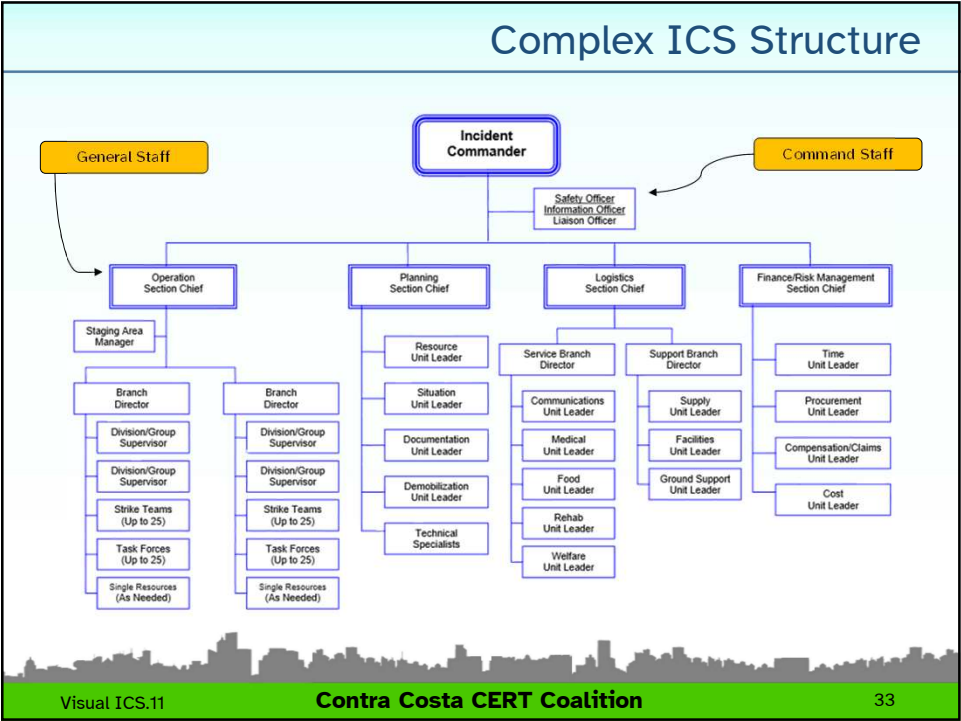 Complex ICS Structure
General Staff
Incident
Commander
Command Staff
Safety Officer
Information Officer
Liaison Officer
Operation
Section Chief
Planning
Section Chief
Logistics
Section Chief
Finance/Risk Management
Section Chief
Staging Area
Manager
Branch
Director
Division/Group
Supervisor
Division/Group
Supervisor
Strike Teams
(Up to 25)
Task Forces
(Up to 25)
Single Resources
(As Needed)
Branch
Director
Division/Group
Supervisor
Division/Group
Supervisor
Strike Teams
(Up to 25)
Task Forces
(Up to 25)
Single Resources
(As Needed)
Resource
Unit Leader
Situation
Unit Leader
Documentation
Unit Leader
Demobilization
Unit Leader
Technical
Specialists
Service Branch
Director
Communications
Unit Leader
Medical
Unit Leader
Food
Unit Leader
Rehab
Unit Leader
Welfare
Unit Leader
Support Branch
Director
Supply
Unit Leader
Facilities
Unit Leader
Ground Support
Unit Leader
Time
Unit Leader
Procurement
Unit Leader
Compensation/Claims
Unit Leader
Cost
Unit Leader
Visual ICS.11
Contra Costa CERT Coalition
33